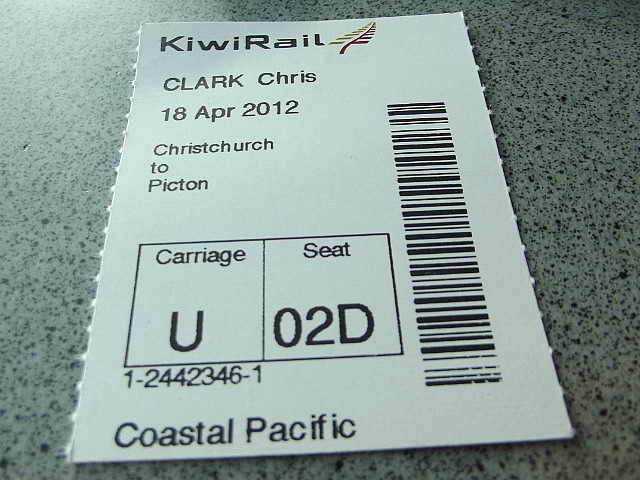 KiwiRail
CLARK Chris
18 Apr 2012
Christchurch
to
Picton
Carriage Seat
U 02D
1-2442346-1
Coastal Pacific